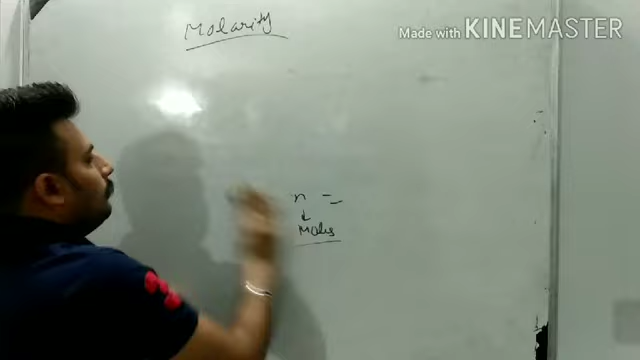 Molarity
Made with KINEMASTER
n =
↓
Moles